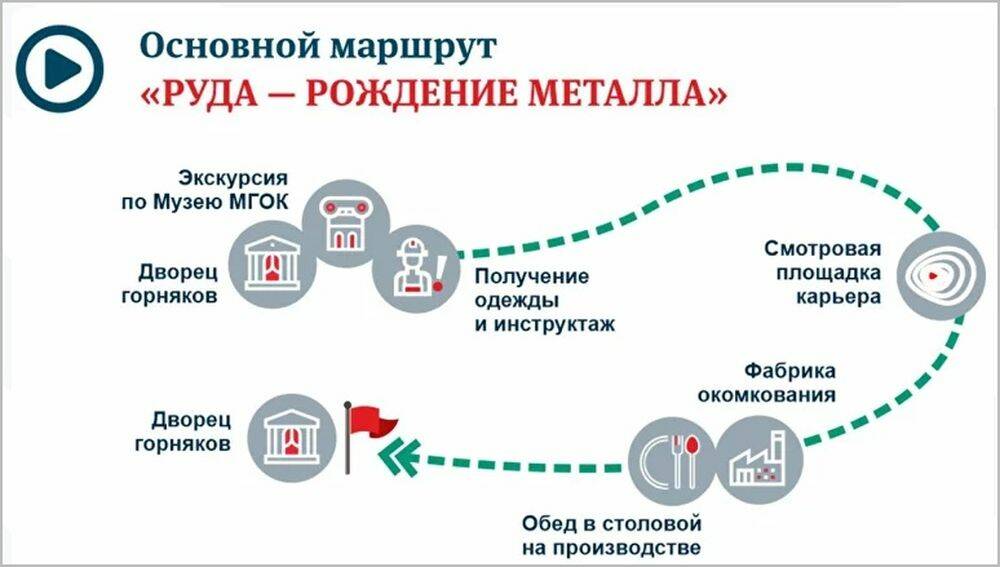 Основной маршрут
«РУДА — РОЖДЕНИЕ МЕТАЛЛА»
Экскурсия
по Музею МГОК
Дворец
горняков
Получение
одежды
и инструктаж
Смотровая
площадка
карьера
Фабрика
окомкования
Обед в столовой
на производстве
Дворец
горняков